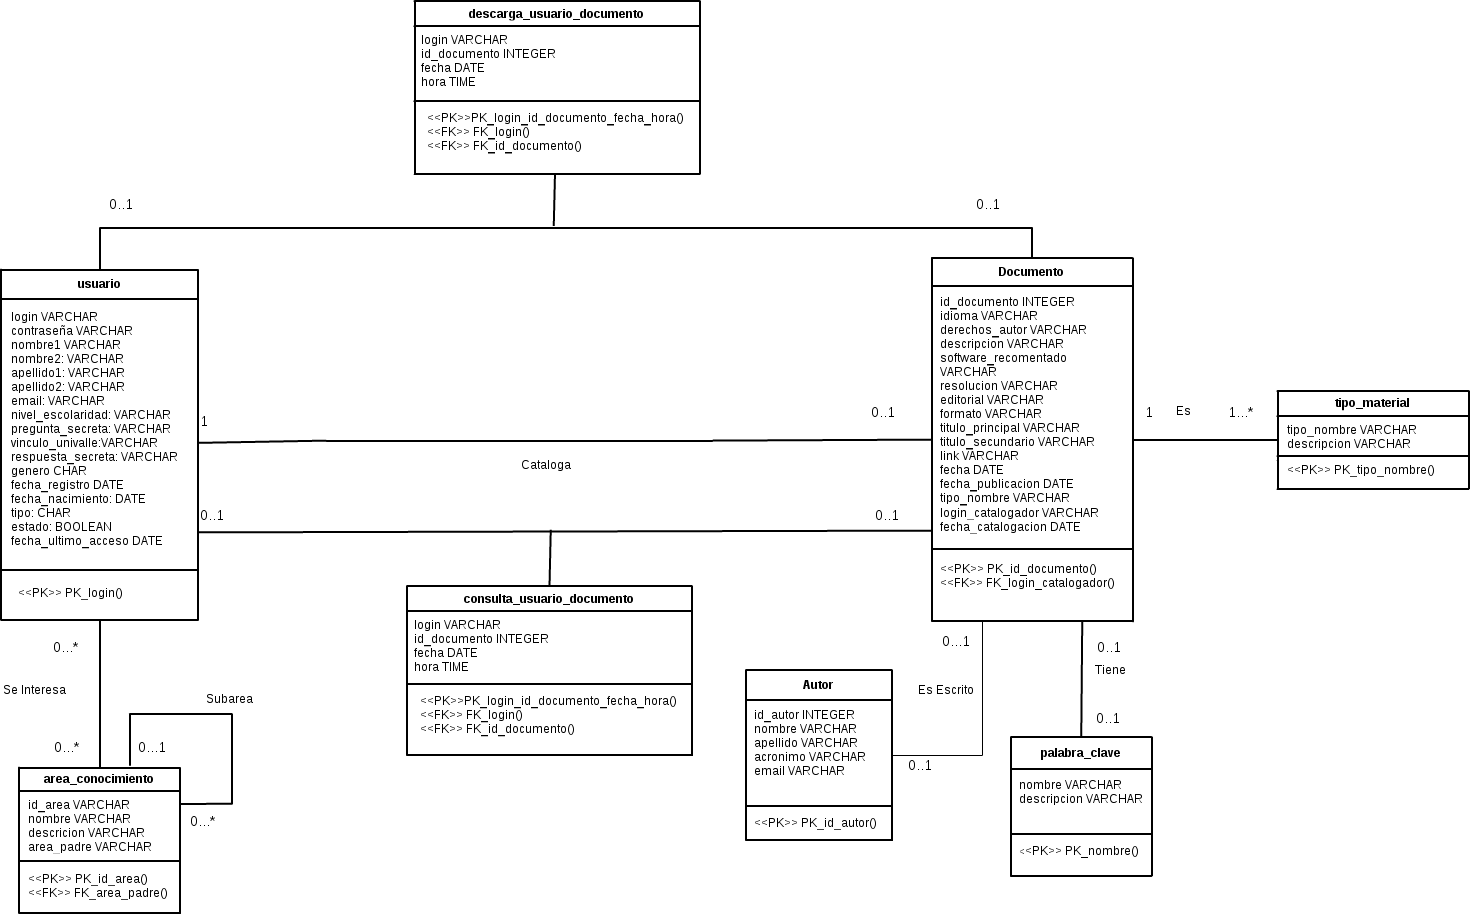 descarga_usuario_documento
login VARCHAR
id_documento INTEGER
fecha DATE
hora TIME
<<PK>>PK_login_id_documento_fecha_hora()
<<FK>> FK_login()
<<FK>> FK_id_documento()
0..1
0..1
usuario
login VARCHAR
contraseña VARCHAR
nombre1 VARCHAR
nombre2: VARCHAR
apellido1: VARCHAR
apellido2: VARCHAR
email: VARCHAR
nivel_escolaridad: VARCHAR
pregunta_secreta: VARCHAR
vinculo_univalle:VARCHAR
respuesta_secreta: VARCHAR
genero CHAR
fecha_registro DATE
fecha_nacimiento: DATE
tipo: CHAR
estado: BOOLEAN
fecha_ultimo_acceso DATE
<<PK>> PK_login()
Documento
id_documento INTEGER
idioma VARCHAR
derechos_autor VARCHAR
descripcion VARCHAR
software_recomentado
VARCHAR
resolucion VARCHAR
editorial VARCHAR
formato VARCHAR
titulo_principal VARCHAR
titulo_secundario VARCHAR
link VARCHAR
fecha DATE
fecha_publicacion DATE
tipo_nombre VARCHAR
login_catalogador VARCHAR
fecha_catalogacion DATE
<<PK>> PK_id_documento()
<<FK>> FK_login_catalogador()
1
0..1
Cataloga
0..1
0..1
1
Es
1...*
tipo_material
tipo_nombre VARCHAR
descripcion VARCHAR
<<PK>> PK_tipo_nombre()
consulta_usuario_documento
login VARCHAR
id_documento INTEGER
fecha DATE
hora TIME
<<PK>>PK_login_id_documento_fecha_hora()
<<FK>> FK_login()
<<FK>> FK_id_documento()
0...*
Se Interesa
0...*
Subarea
0...1
0...*
area_conocimiento
id_area VARCHAR
nombre VARCHAR
descricion VARCHAR
area_padre VARCHAR
<<PK>> PK_id_area()
<<FK>> FK_area_padre()
0...1
Es Escrito
0..1
Autor
id_autor INTEGER
nombre VARCHAR
apellido VARCHAR
acronimo VARCHAR
email VARCHAR
<<PK>> PK_id_autor()
0..1
Tiene
0..1
palabra_clave
nombre VARCHAR
descripcion VARCHAR
<<PK>> PK_nombre()